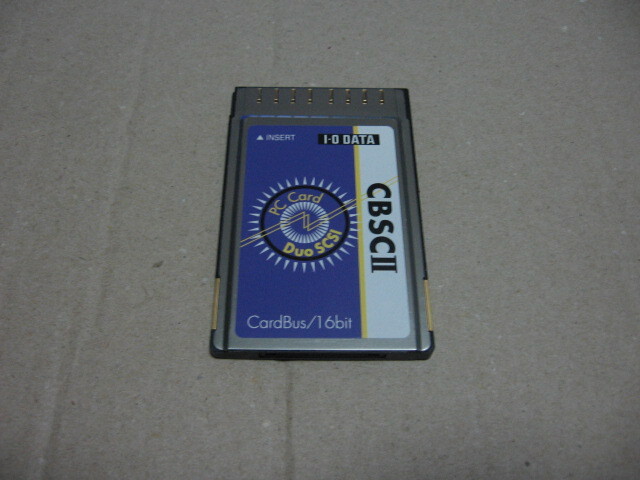 ▲ INSERT
I-O DATA
PC Card
Duo SCSI
CBSCII
CardBus/16bit